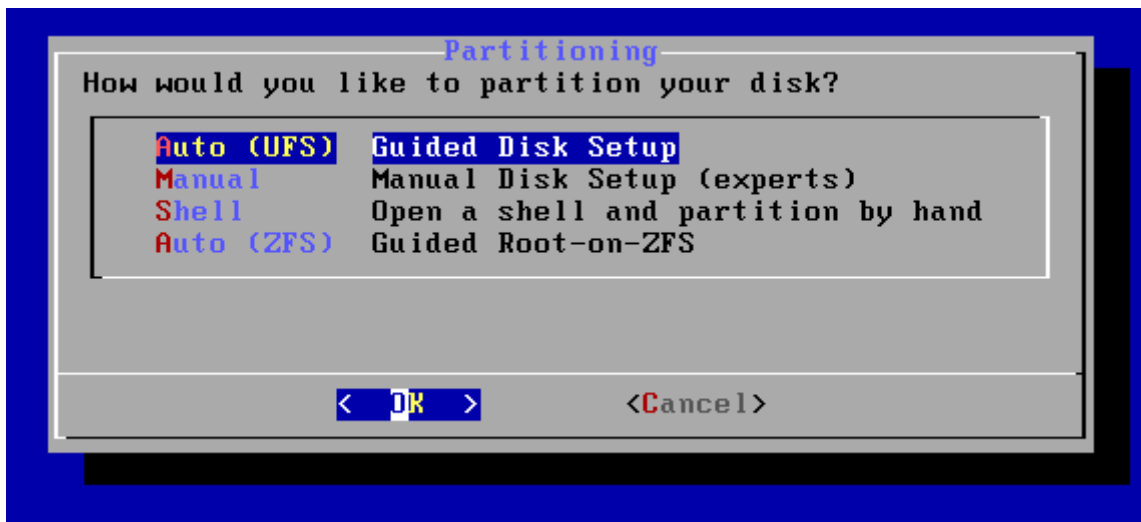 Partitioning
How would you like to partition your disk?
Auto (UFS) Guided Disk Setup
Manual Manual Disk Setup (experts)
Shell Open a shell and partition by hand
Auto (ZFS) Guided Root-on-ZFS
< OK > <Cancel>